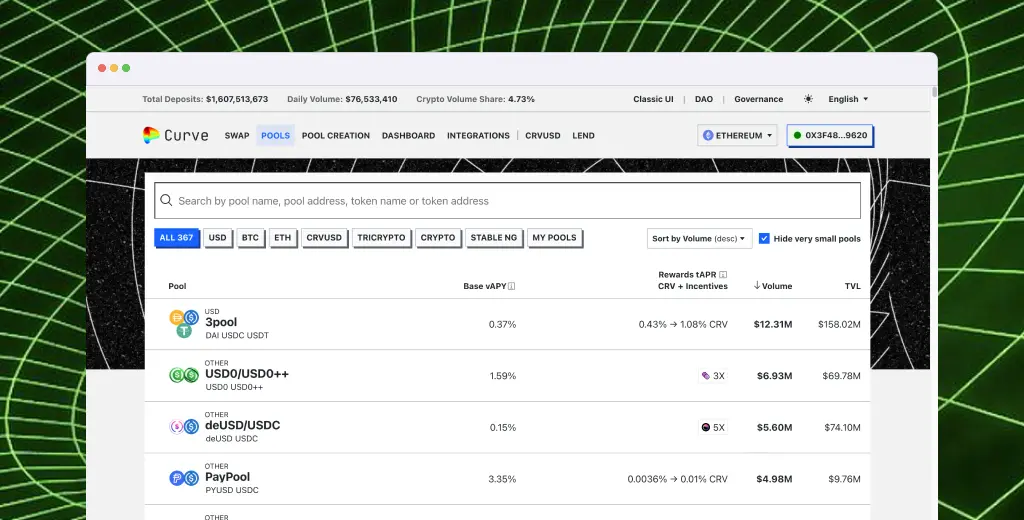 Total Deposits: $1,607,513,673 Daily Volume: $76,533,410 Crypto Volume Share: 4.73% Classic UI | DAO | Governance English
Curve SWAP POOLS POOL CREATION DASHBOARD INTEGRATIONS | CRVUSD LEND ETHEREUM 0X3F48...9620
Search by pool name, pool address, token name or token address
ALL 367 USD BTC ETH CRVUSD TRICRYPTO CRYPTO STABLE NG MY POOLS Sort by Volume (desc) Hide very small pools
Rewards tAPR
Pool Base vAPY CRV + Incentives ↓Volume TVL
USD
3pool 0.37% 0.43% → 1.08% CRV $12.31M $158.02M
DAI USDC USDT
OTHER
USD0/USD0++ 1.59% 3X $6.93M $69.78M
USD0 USD0++
OTHER
deUSD/USDC 0.15% 5X $5.60M $74.10M
deUSD USDC
OTHER
PayPool 3.35% 0.0036% → 0.01% CRV $4.98M $9.76M
PYUSD USDC
OTHER